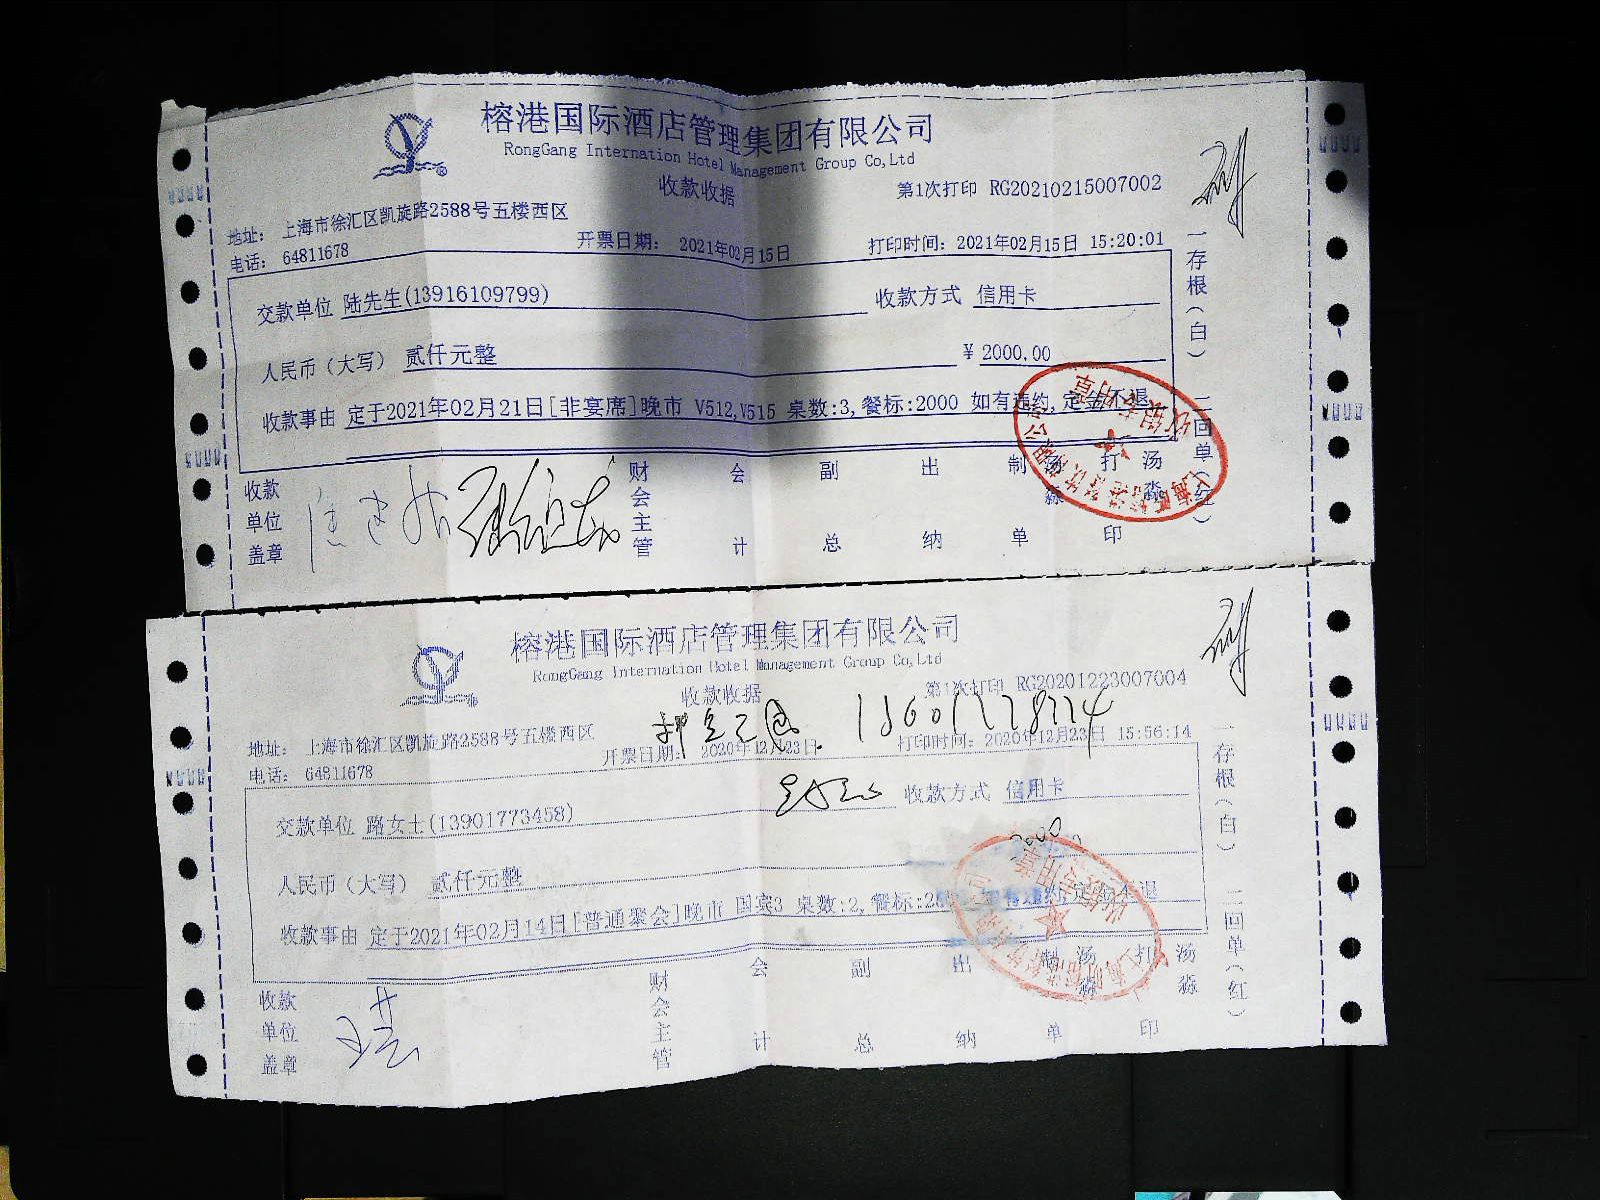 榕港国际酒店管理集团有限公司
RongGang Internation Hotel Management Group Co,Ltd
收款收据
第1次打印 RG20210215007002
地址： 上海市徐汇区凯旋路2588号五楼西区
电话： 64811678
开票日期： 2021年02月15日
打印时间：2021年02月15日 15:20:01
交款单位 陆先生(13916109799)
收款方式 信用卡
人民币（大写） 贰仟元整
¥ 2000.00
收款事由 定于2021年02月21日[非宴席]晚市 V512,V515 桌数:3,餐标:2000 如有违约,定金不退
收款单位盖章
财会主管
会计
副总
出纳
制单
汤淼
打印
汤淼
一存根（白） 二回单（红）
榕港国际酒店管理集团有限公司
RongGang Internation Hotel Management Group Co,Ltd
收款收据
第1次打印 RG20201223007004
地址： 上海市徐汇区凯旋路2588号五楼西区
电话： 64811678
开票日期： 2020年12月23日
打印时间：2020年12月23日 15:56:14
交款单位 路女士(13901773458)
收款方式 信用卡
人民币（大写） 贰仟元整
2000
收款事由 定于2021年02月14日[普通聚会]晚市 国宾3 桌数:2,餐标:
收款单位盖章
财会主管
会计
副总
出纳
制单
汤淼
打印
汤淼
一存根（白） 二回单（红）